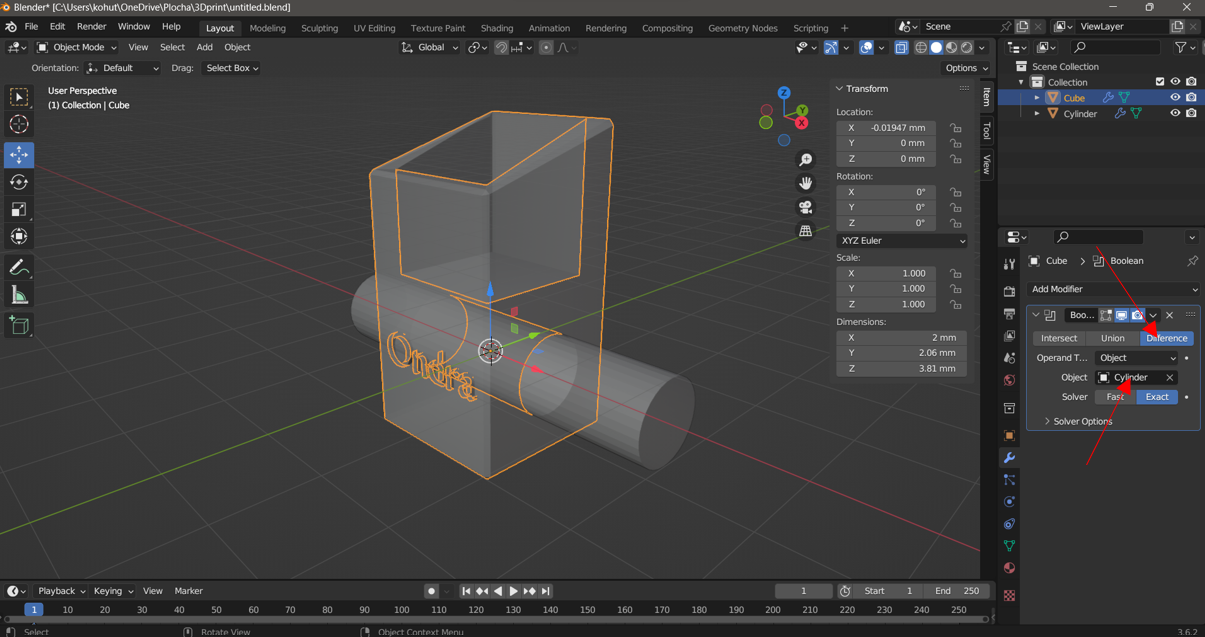 Blender* [C:\Users\kohut\OneDrive\Plocha\3Dprint\untitled.blend]
File Edit Render Window Help Layout Modeling Sculpting UV Editing Texture Paint Shading Animation Rendering Compositing Geometry Nodes Scripting + Scene ViewLayer
Object Mode View Select Add Object Global
Orientation: Default Drag: Select Box Options
User Perspective
(1) Collection | Cube
Scene Collection
Collection
Cube
Cylinder
Z
Y
X
Item
Tool
View
Transform
Location:
X -0.01947 mm
Y 0 mm
Z 0 mm
Rotation:
X 0°
Y 0°
Z 0°
XYZ Euler
Scale:
X 1.000
Y 1.000
Z 1.000
Dimensions:
X 2 mm
Y 2.06 mm
Z 3.81 mm
Ondra
Cube > Boolean
Add Modifier
Boo...
Intersect Union Difference
Operand T... Object
Object Cylinder
Solver Fast Exact
Solver Options
Playback Keying View Marker 1 Start 1 End 250
1 10 20 30 40 50 60 70 80 90 100 110 120 130 140 150 160 170 180 190 200 210 220 230 240 250
Select Rotate View Object Context Menu 3.6.2